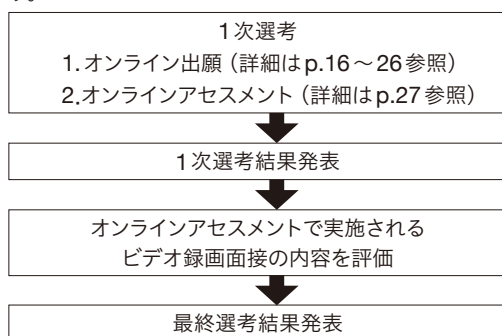 1次選考
1. オンライン出願（詳細はp.16～26参照）
2.オンラインアセスメント（詳細はp.27参照）
1次選考結果発表
オンラインアセスメントで実施される
ビデオ録画面接の内容を評価
最終選考結果発表